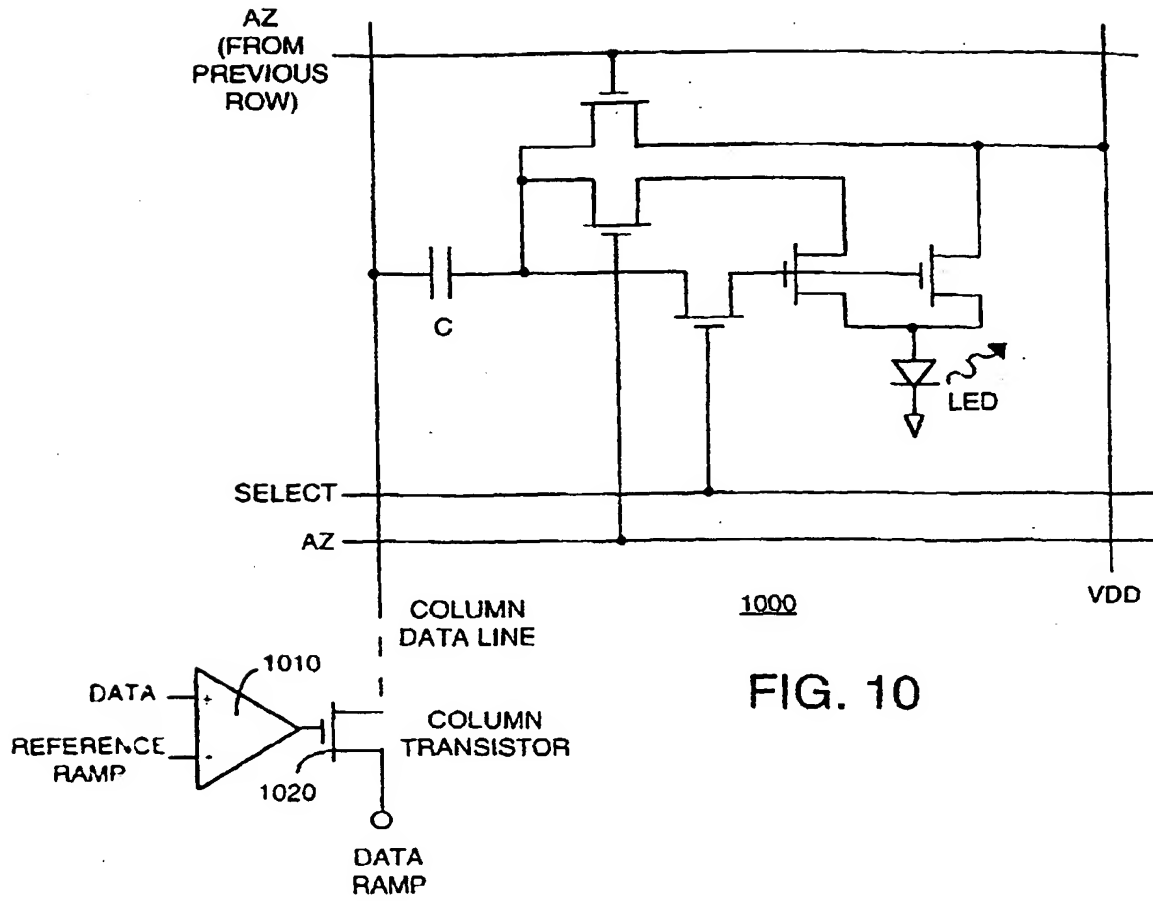 AZ
(FROM
PREVIOUS
ROW)
C
LED
SELECT
AZ
VDD
1000
COLUMN
DATA LINE
1010
DATA
+
REFERENCE
RAMP
-
1020
COLUMN
TRANSISTOR
DATA
RAMP
FIG. 10